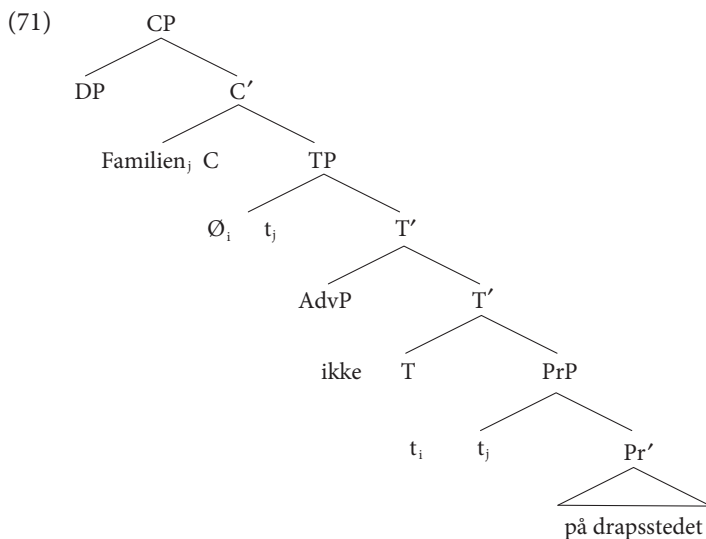 (71) CP
DP C′
Familienⱼ C TP
Øᵢ tⱼ T′
AdvP T′
ikke T PrP
tᵢ tⱼ Pr′
på drapsstedet